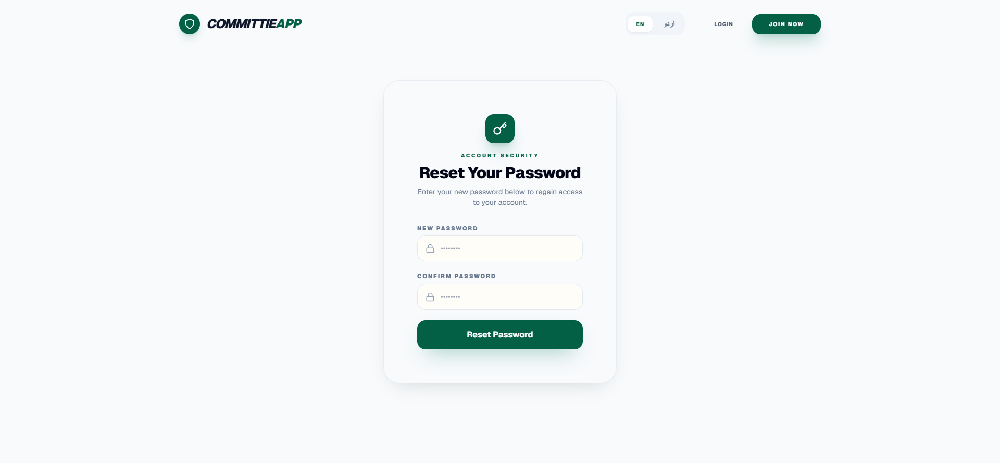 COMMITTIEAPP
EN
اردو
LOGIN
JOIN NOW
ACCOUNT SECURITY
Reset Your Password
Enter your new password below to regain access
to your account.
NEW PASSWORD
••••••••
CONFIRM PASSWORD
••••••••
Reset Password